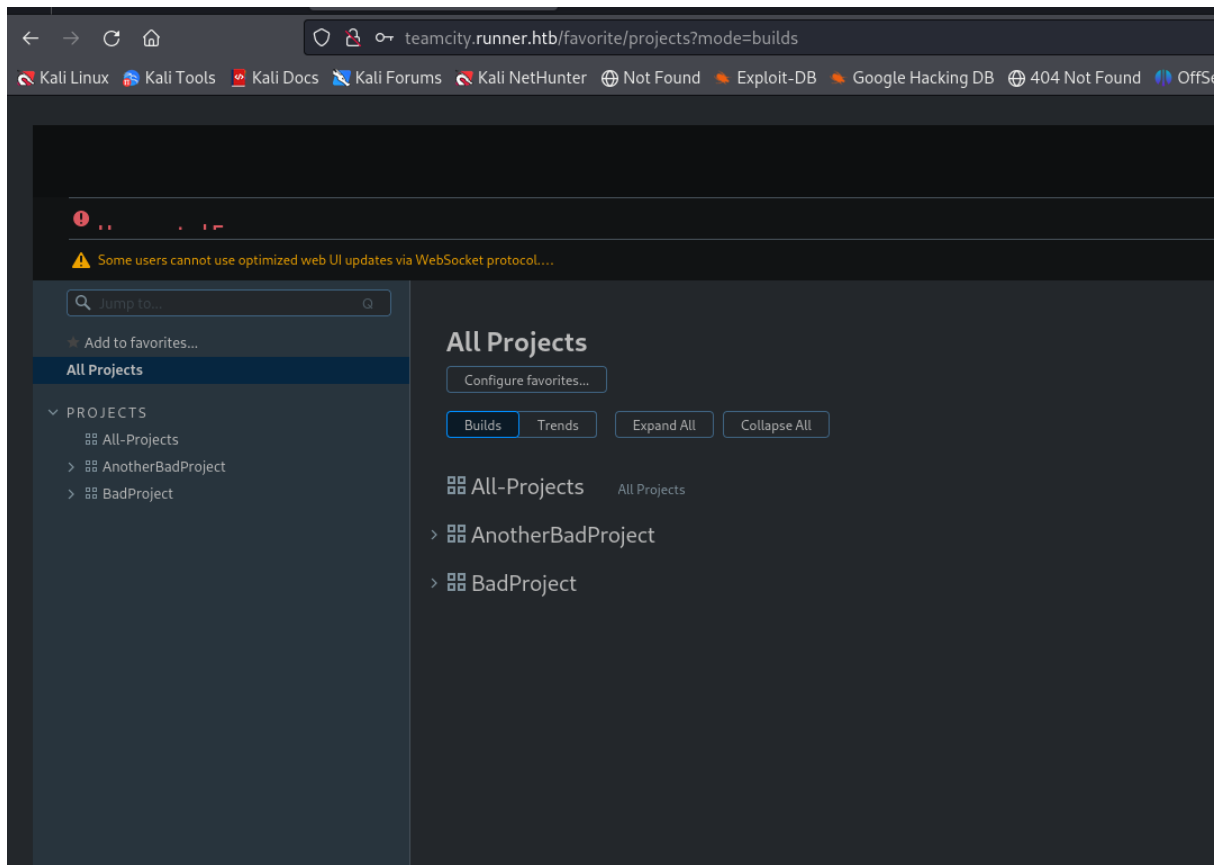 teamcity.runner.htb/favorite/projects?mode=builds
Kali Linux Kali Tools Kali Docs Kali Forums Kali NetHunter Not Found Exploit-DB Google Hacking DB 404 Not Found OffSe
Some users cannot use optimized web UI updates via WebSocket protocol....
Jump to... Q
Add to favorites...
All Projects
PROJECTS
All-Projects
AnotherBadProject
BadProject
All Projects
Configure favorites...
Builds Trends Expand All Collapse All
All-Projects All Projects
AnotherBadProject
BadProject